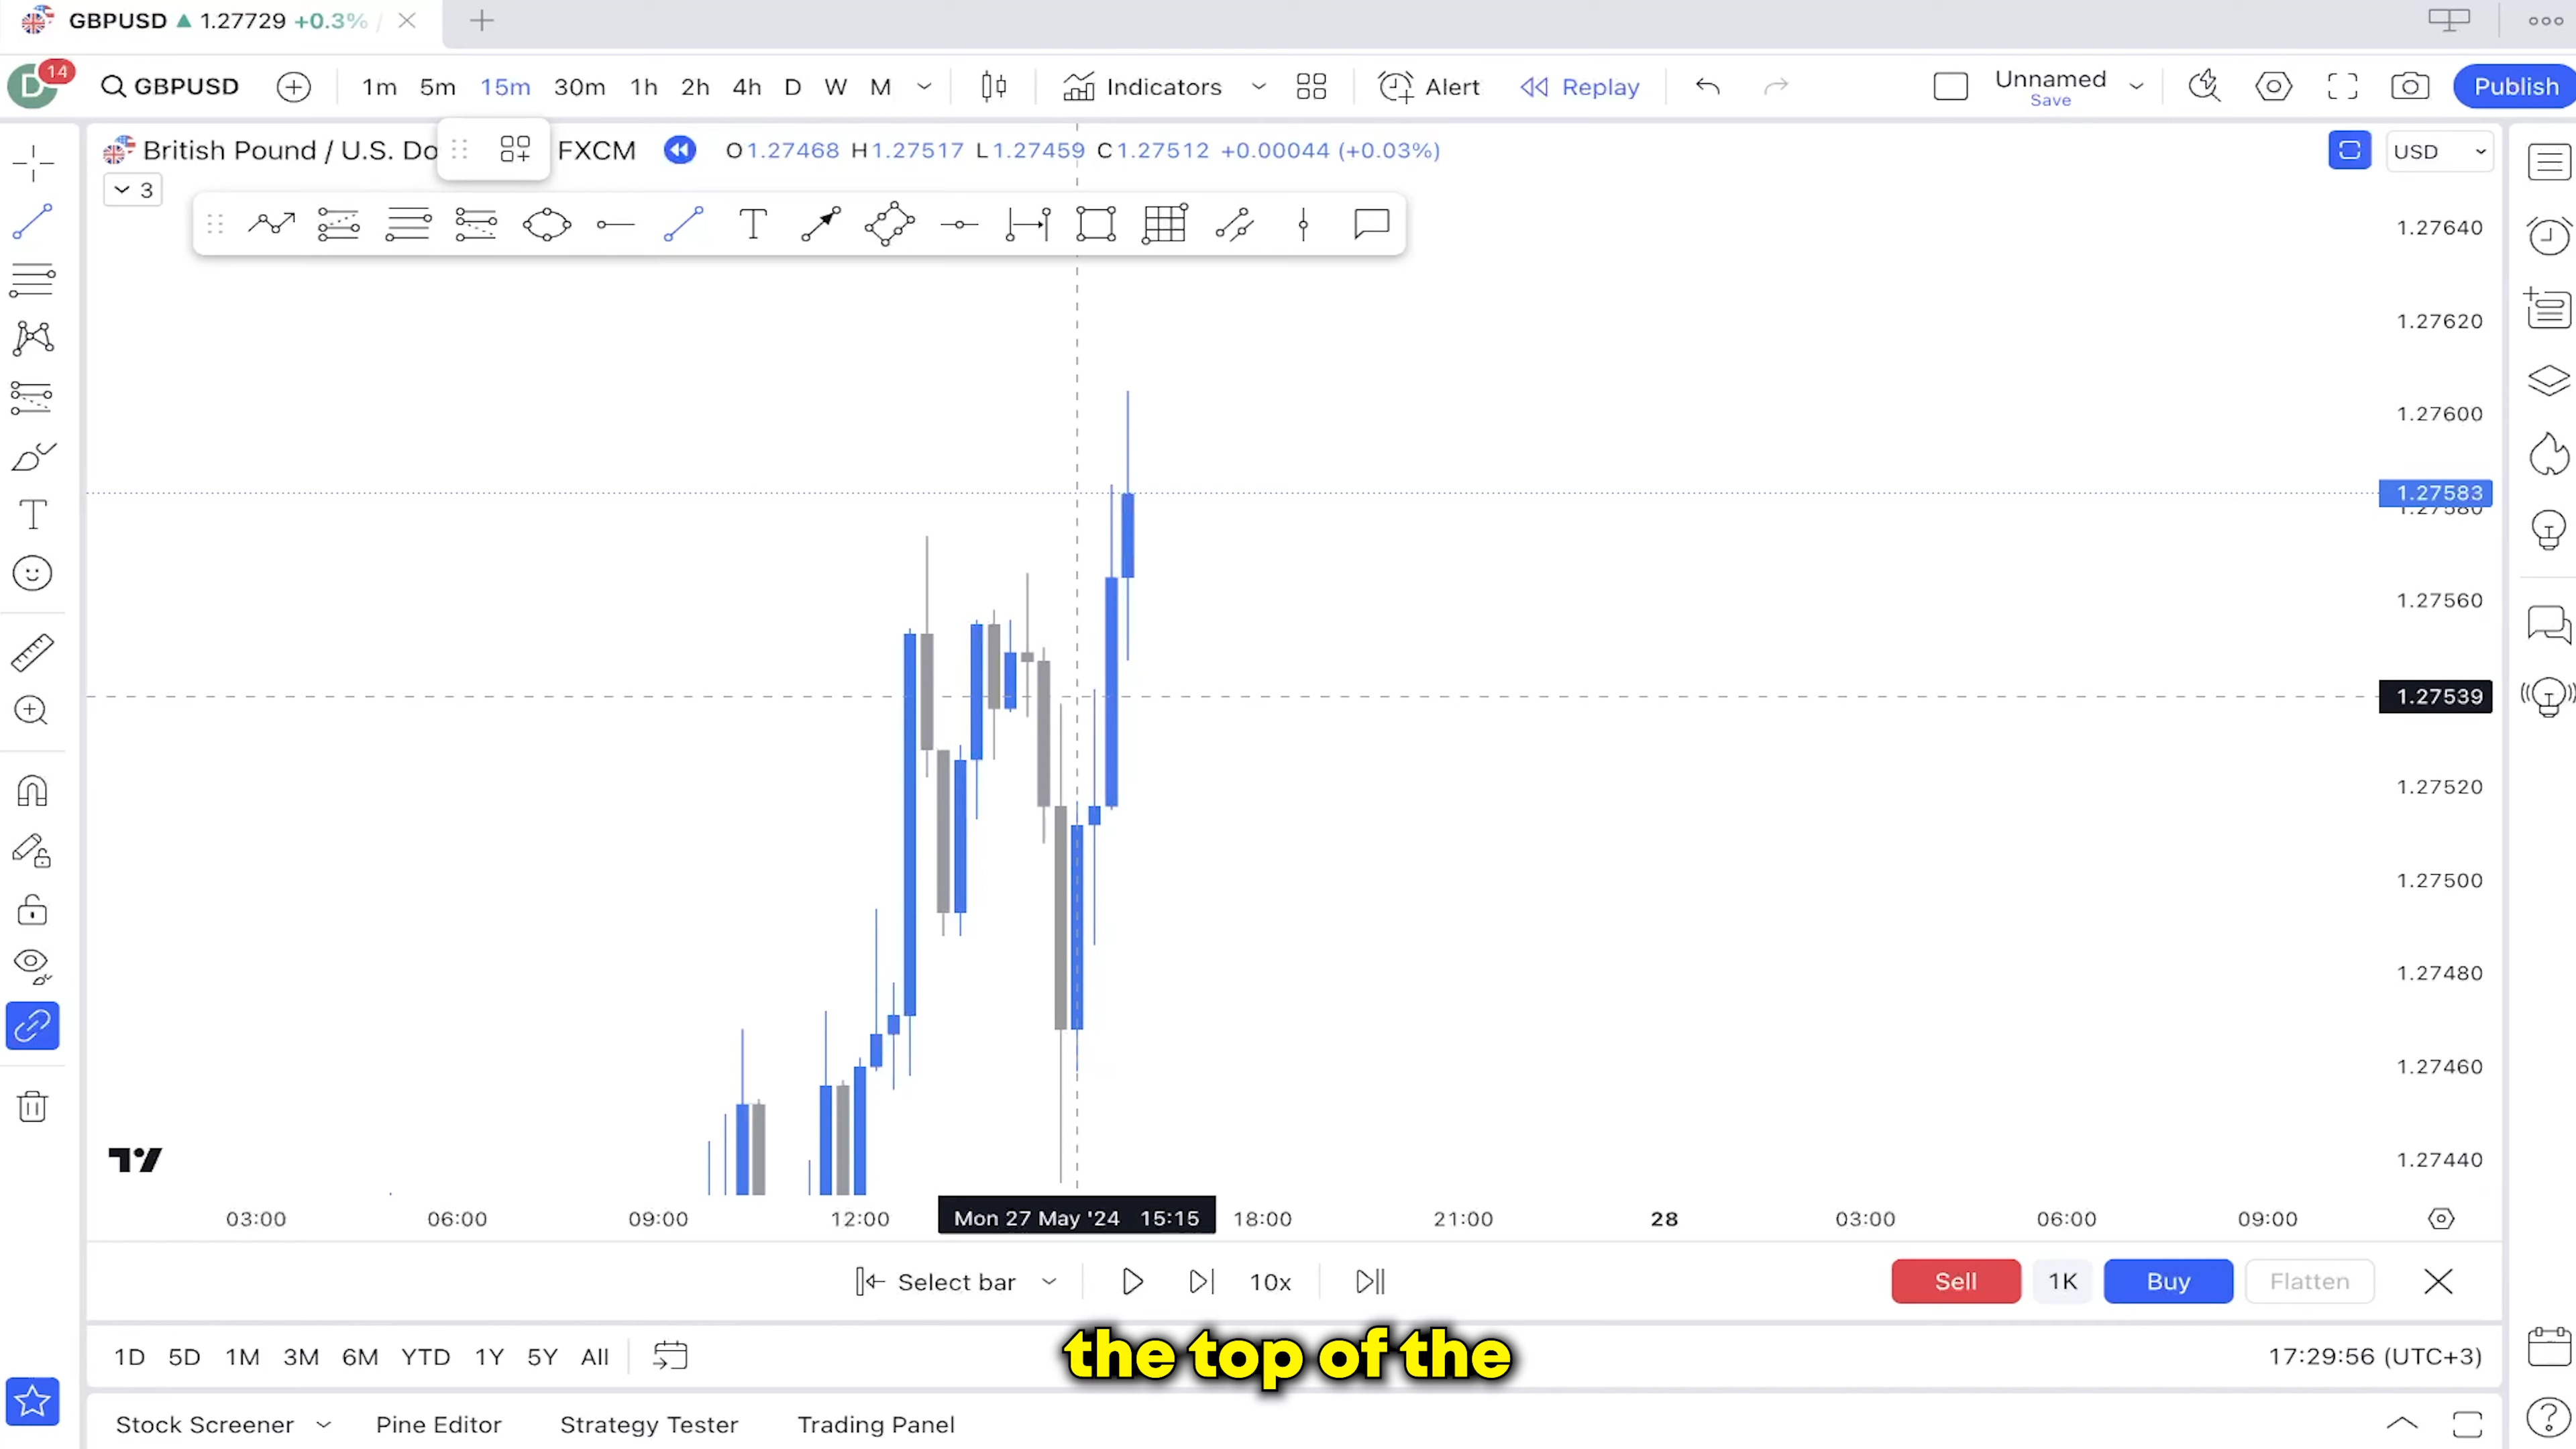 GBPUSD ▲ 1.27729 +0.3% /
D 14 GBPUSD 1m 5m 15m 30m 1h 2h 4h D W M Indicators Alert Replay Unnamed Save Publish
British Pound / U.S. Do FXCM O1.27468 H1.27517 L1.27459 C1.27512 +0.00044 (+0.03%) USD
3
T
1.27640
1.27620
1.27600
1.27583
1.27580
1.27560
1.27539
1.27520
1.27500
1.27480
1.27460
1.27440
T
03:00 06:00 09:00 12:00 Mon 27 May '24 15:15 18:00 21:00 28 03:00 06:00 09:00
Select bar 10x Sell 1K Buy Flatten
the top of the
1D 5D 1M 3M 6M YTD 1Y 5Y All 17:29:56 (UTC+3)
Stock Screener Pine Editor Strategy Tester Trading Panel